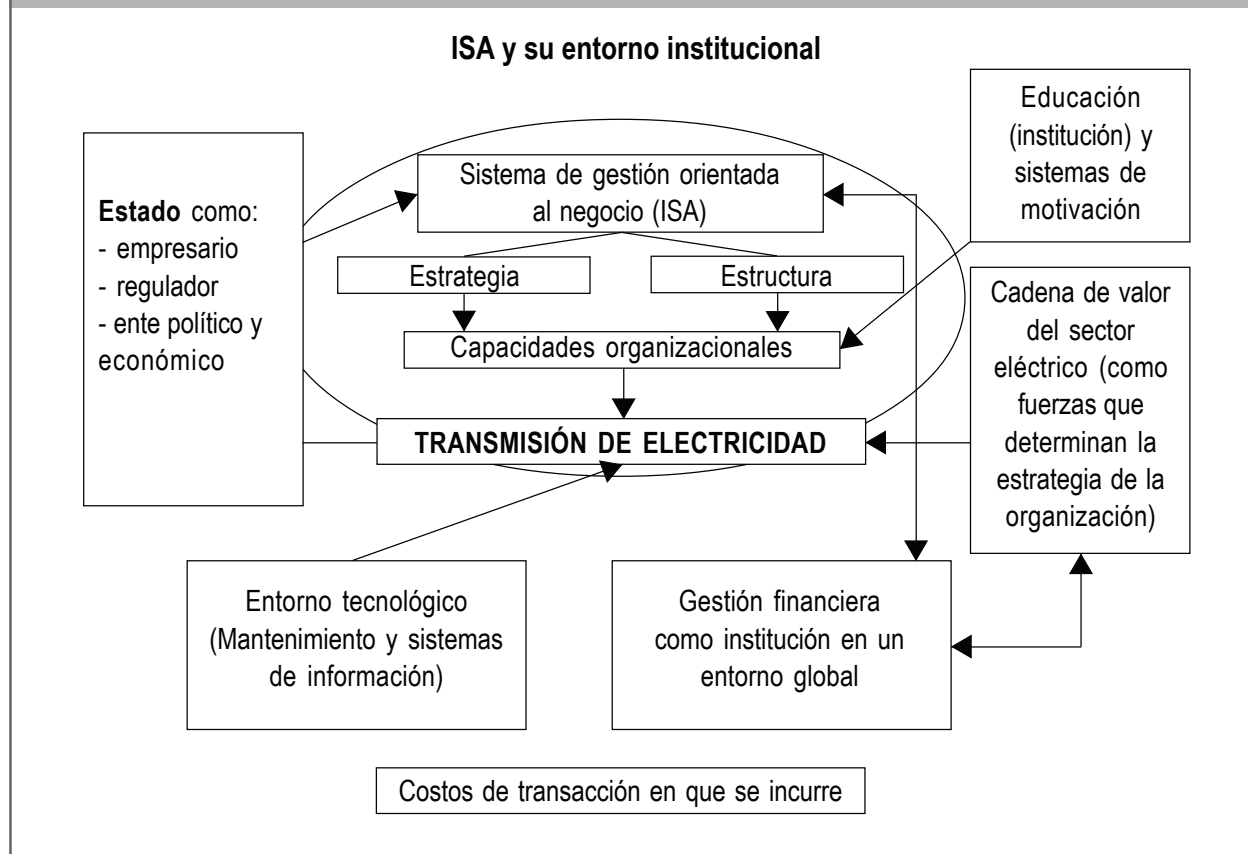 ISA y su entorno institucional
Estado como:
- empresario
- regulador
- ente político y
económico
Sistema de gestión orientada
al negocio (ISA)
Estrategia
Estructura
Capacidades organizacionales
TRANSMISIÓN DE ELECTRICIDAD
Educación
(institución) y
sistemas de
motivación
Cadena de valor
del sector
eléctrico (como
fuerzas que
determinan la
estrategia de la
organización)
Entorno tecnológico
(Mantenimiento y sistemas
de información)
Gestión financiera
como institución en un
entorno global
Costos de transacción en que se incurre